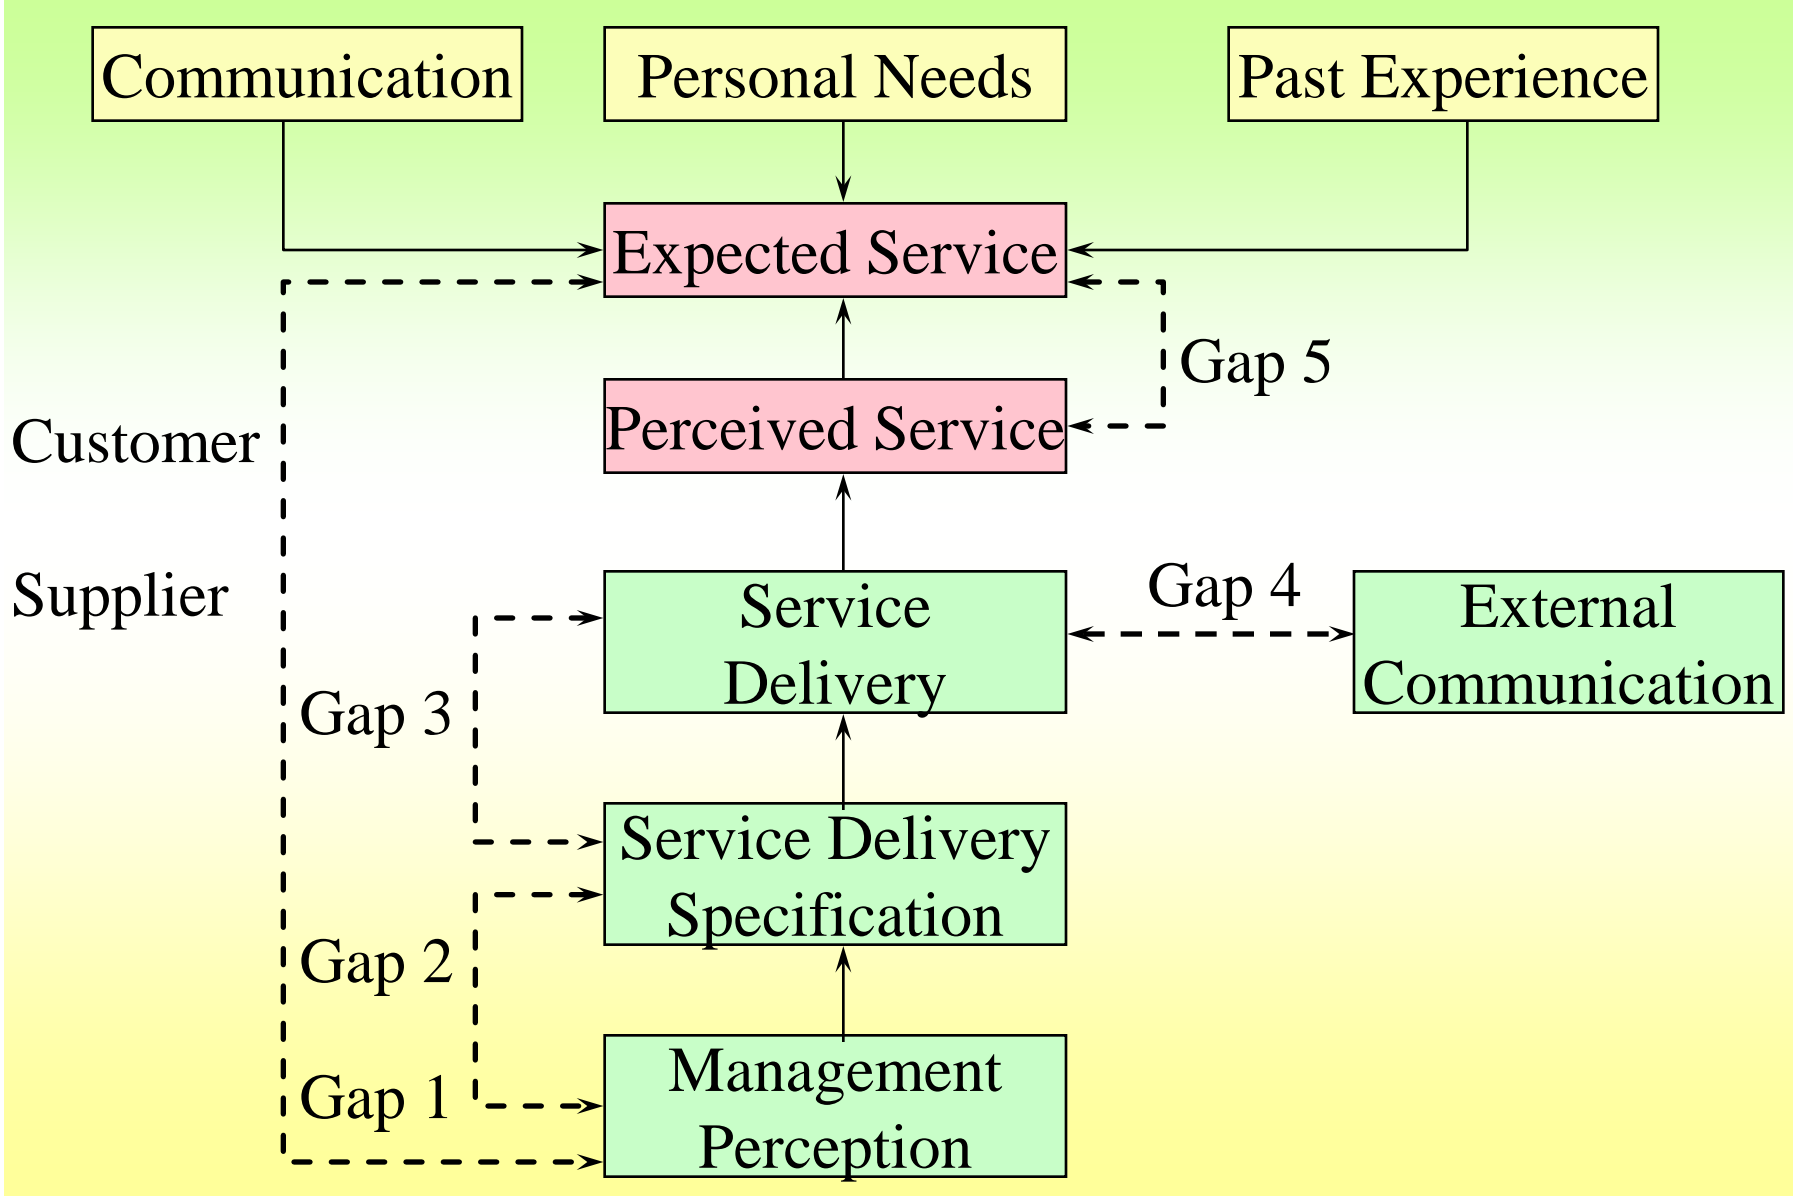 Communication
Personal Needs
Past Experience
Expected Service
Gap 5
Perceived Service
Customer
Supplier
Service
Delivery
Gap 4
External
Communication
Gap 3
Service Delivery
Specification
Gap 2
Gap 1
Management
Perception